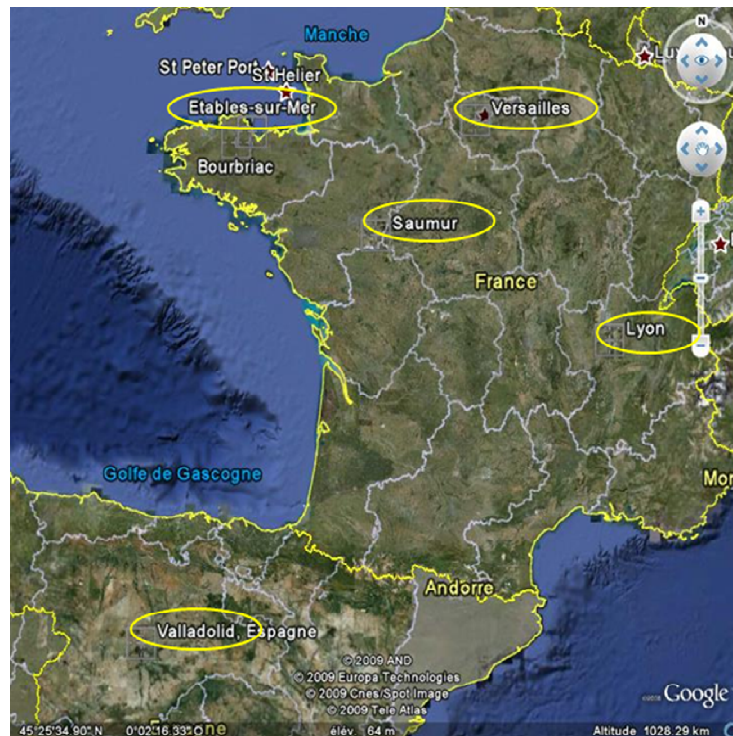 Manche
St Peter Port
St Helier
Etables-sur-Mer
Versailles
N
Bourbriac
Saumur
France
Lyon
Golfe de Gascogne
Mon
Andorre
Valladolid, Espagne
© 2009 AND
© 2009 Europa Technologies
© 2009 Cnes/Spot Image
© 2009 Tele Atlas
©2009 Google
45°25'34.90" N 0°02'16.33" O élév. 64 m Altitude 1028.29 km